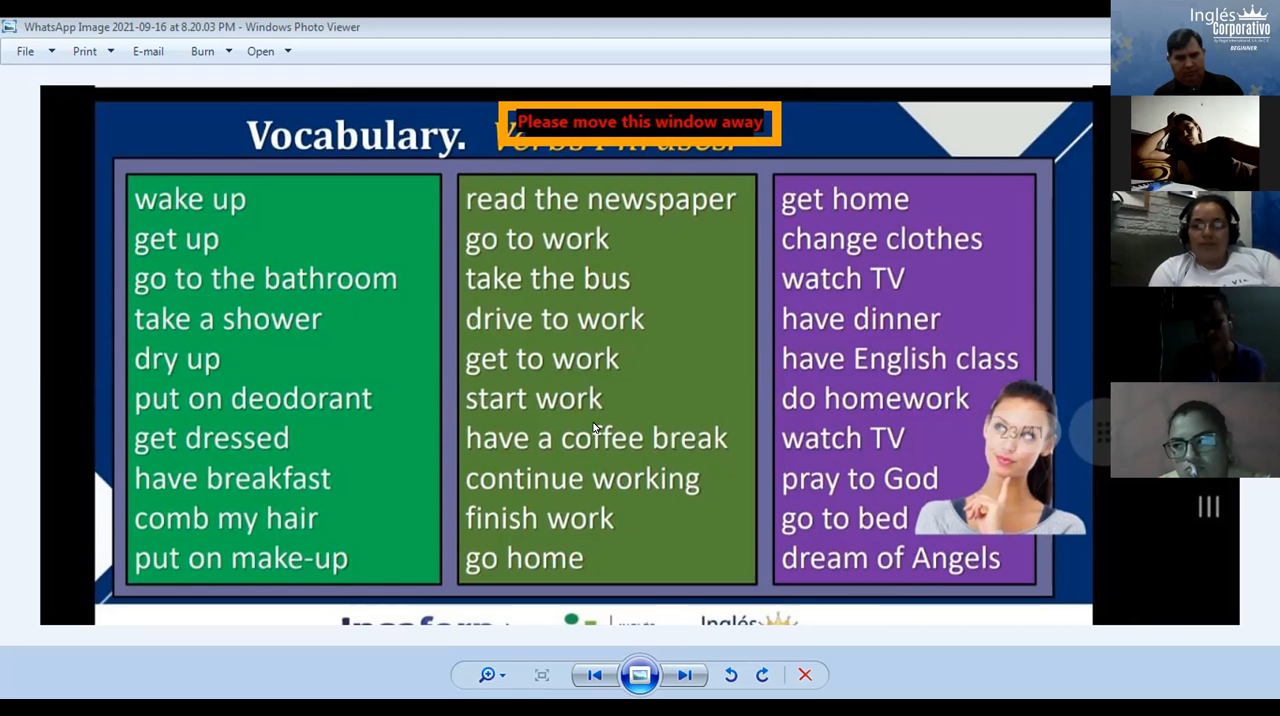 WhatsApp Image 2021-09-16 at 8.20.03 PM - Windows Photo Viewer
File Print E-mail Burn Open
Inglés
Corporativo
BEGINNER
Please move this window away
Vocabulary. Verbs Phrases.
wake up
get up
go to the bathroom
take a shower
dry up
put on deodorant
get dressed
have breakfast
comb my hair
put on make-up
read the newspaper
go to work
take the bus
drive to work
get to work
start work
have a coffee break
continue working
finish work
go home
get home
change clothes
watch TV
have dinner
have English class
do homework
watch TV
pray to God
go to bed
dream of Angels
Inglés